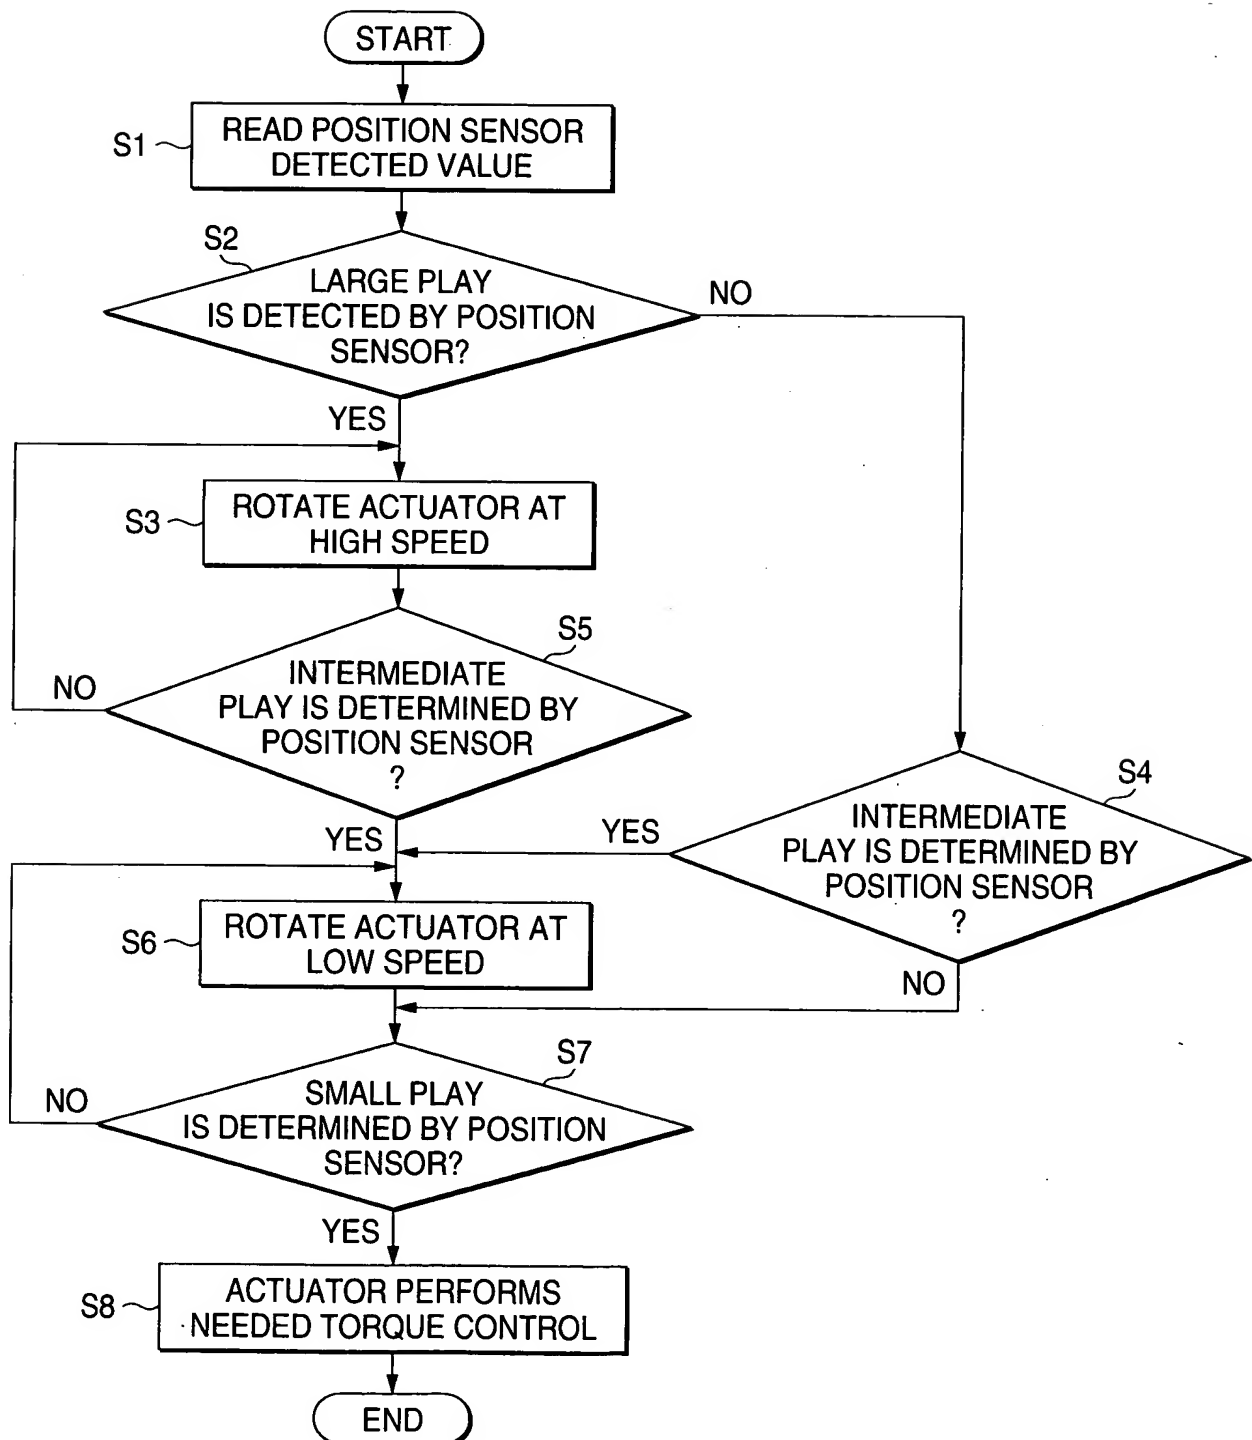 START
S1
READ POSITION SENSOR
DETECTED VALUE
S2
LARGE PLAY
IS DETECTED BY POSITION
SENSOR?
NO
YES
S3
ROTATE ACTUATOR AT
HIGH SPEED
S5
INTERMEDIATE
PLAY IS DETERMINED BY
POSITION SENSOR
?
NO
YES
S4
INTERMEDIATE
PLAY IS DETERMINED BY
POSITION SENSOR
?
YES
NO
S6
ROTATE ACTUATOR AT
LOW SPEED
S7
SMALL PLAY
IS DETERMINED BY POSITION
SENSOR?
NO
YES
S8
ACTUATOR PERFORMS
NEEDED TORQUE CONTROL
END